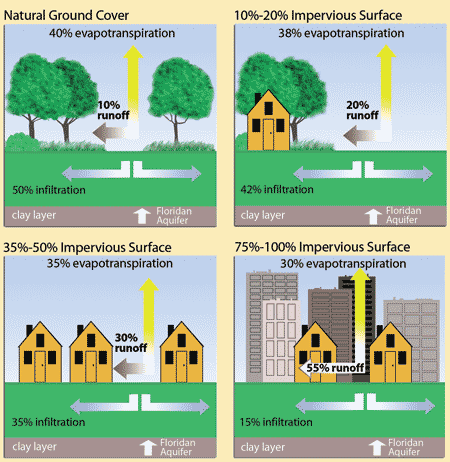 Natural Ground Cover
40% evapotranspiration
10%
runoff
50% infiltration
clay layer
Floridan
Aquifer
10%-20% Impervious Surface
38% evapotranspiration
20%
runoff
42% infiltration
clay layer
Floridan
Aquifer
35%-50% Impervious Surface
35% evapotranspiration
30%
runoff
35% infiltration
clay layer
Floridan
Aquifer
75%-100% Impervious Surface
30% evapotranspiration
55% runoff
15% infiltration
clay layer
Floridan
Aquifer